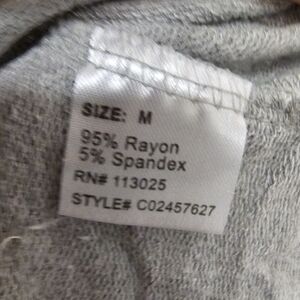 SIZE: M
95% Rayon
5% Spandex
RN# 113025
STYLE# C02457627